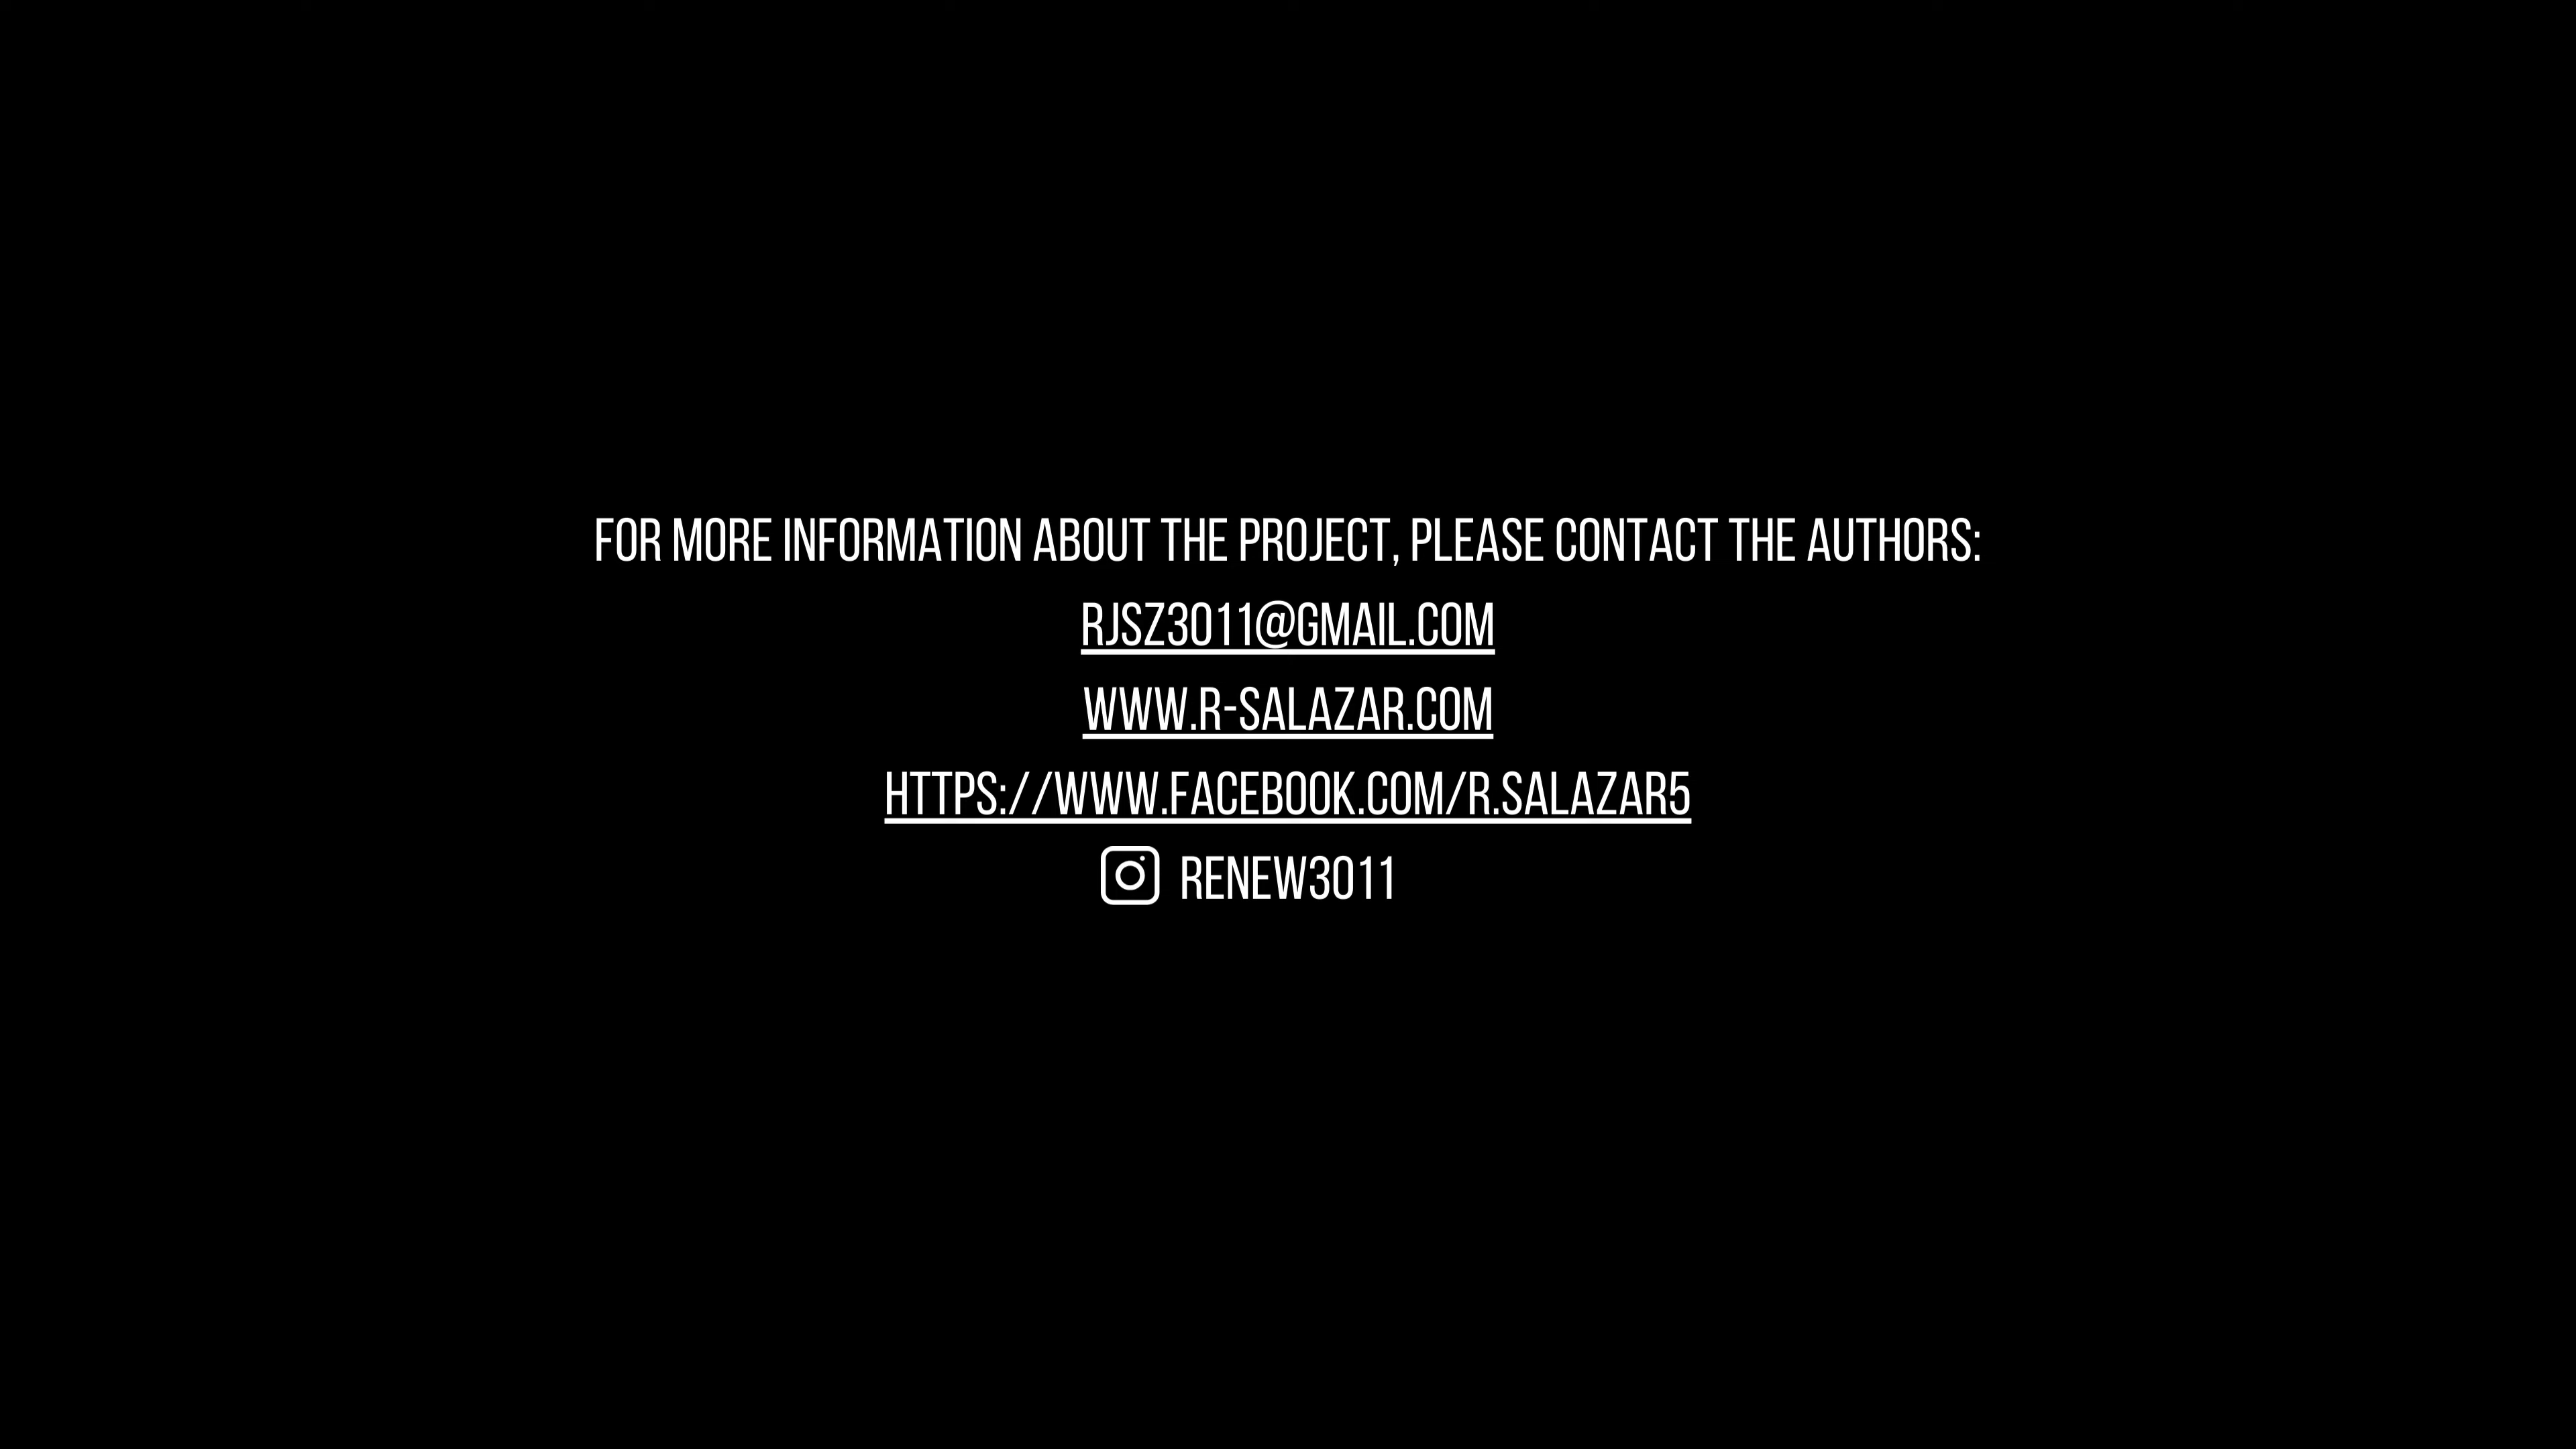 FOR MORE INFORMATION ABOUT THE PROJECT, PLEASE CONTACT THE AUTHORS:
RJSZ3011@GMAIL.COM
WWW.R-SALAZAR.COM
HTTPS://WWW.FACEBOOK.COM/R.SALAZAR5
RENEW3011